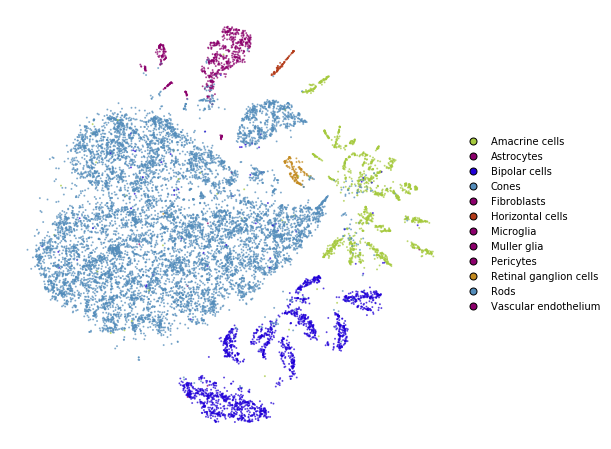 Amacrine cells
Astrocytes
Bipolar cells
Cones
Fibroblasts
Horizontal cells
Microglia
Muller glia
Pericytes
Retinal ganglion cells
Rods
Vascular endothelium